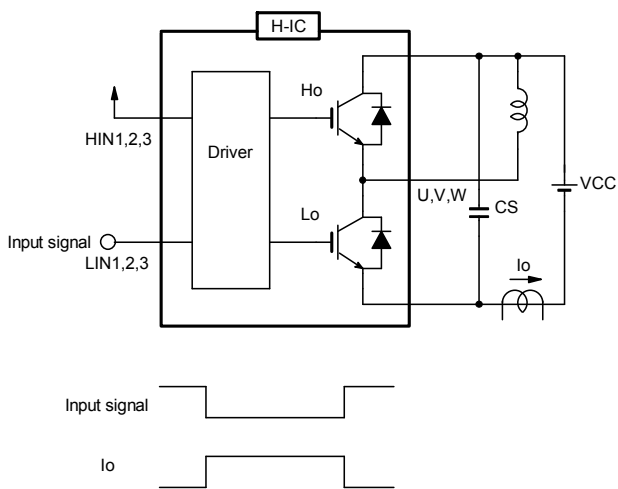 H-IC
Ho
HIN1,2,3
Driver
U,V,W
CS
VCC
Lo
Input signal
LIN1,2,3
Io
Input signal
Io